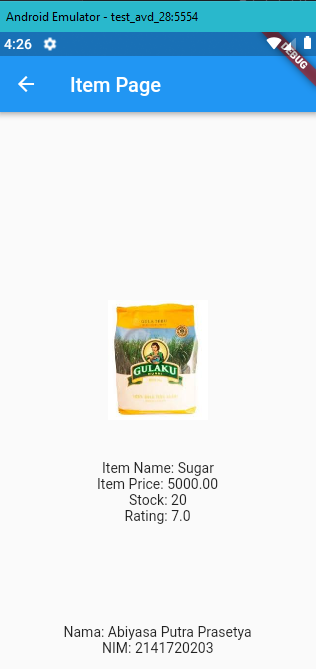 Android Emulator - test_avd_28:5554
4:26
DEBUG
Item Page
GULAKU
Item Name: Sugar
Item Price: 5000.00
Stock: 20
Rating: 7.0
Nama: Abiyasa Putra Prasetya
NIM: 2141720203